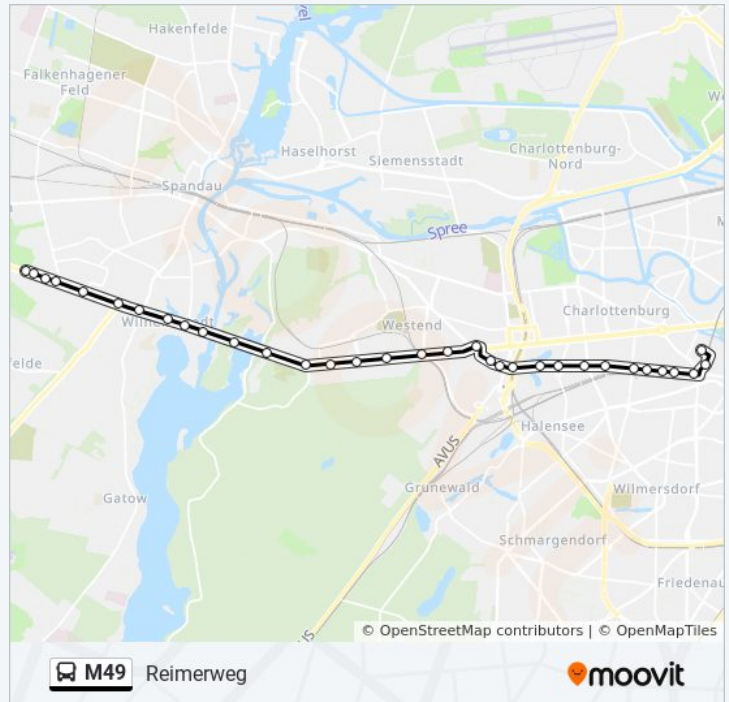 Hakenfelde
Falkenhagener
Feld
Haselhorst
Siemensstadt
Charlottenburg-
Nord
Spandau
Spree
Charlottenburg
Westend
felde
Halensee
AVUS
Gatow
Grunewald
Wilmersdorf
Schmargendorf
Friedenau
© OpenStreetMap contributors | © OpenMapTiles
M49 Reimerweg
moovit